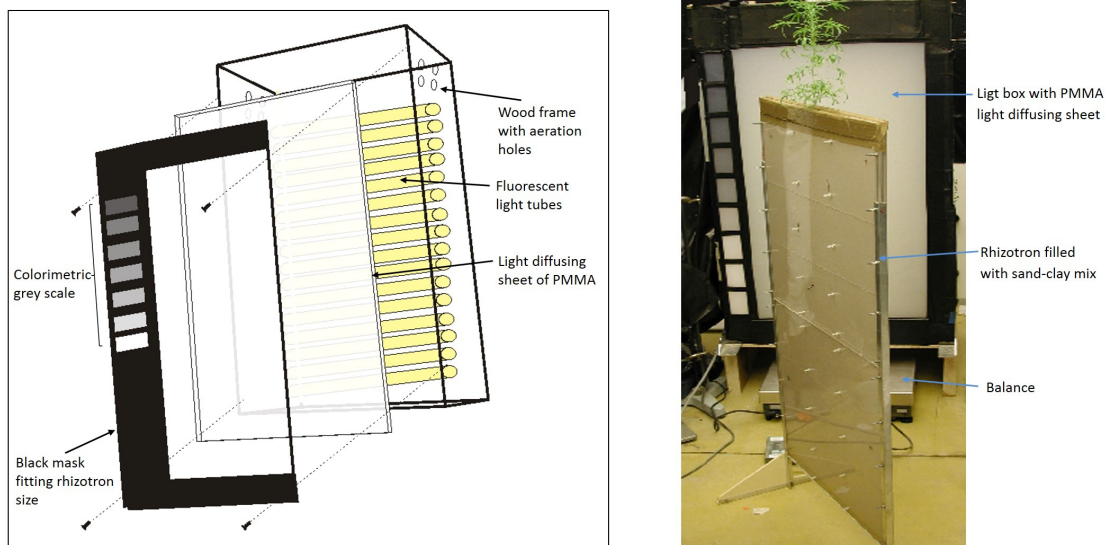 Wood frame
with aeration
holes
Fluorescent
light tubes
Light diffusing
sheet of PMMA
Colorimetric
grey scale
Black mask
fitting rhizotron
size
Ligt box with PMMA
light diffusing sheet
Rhizotron filled
with sand-clay mix
Balance